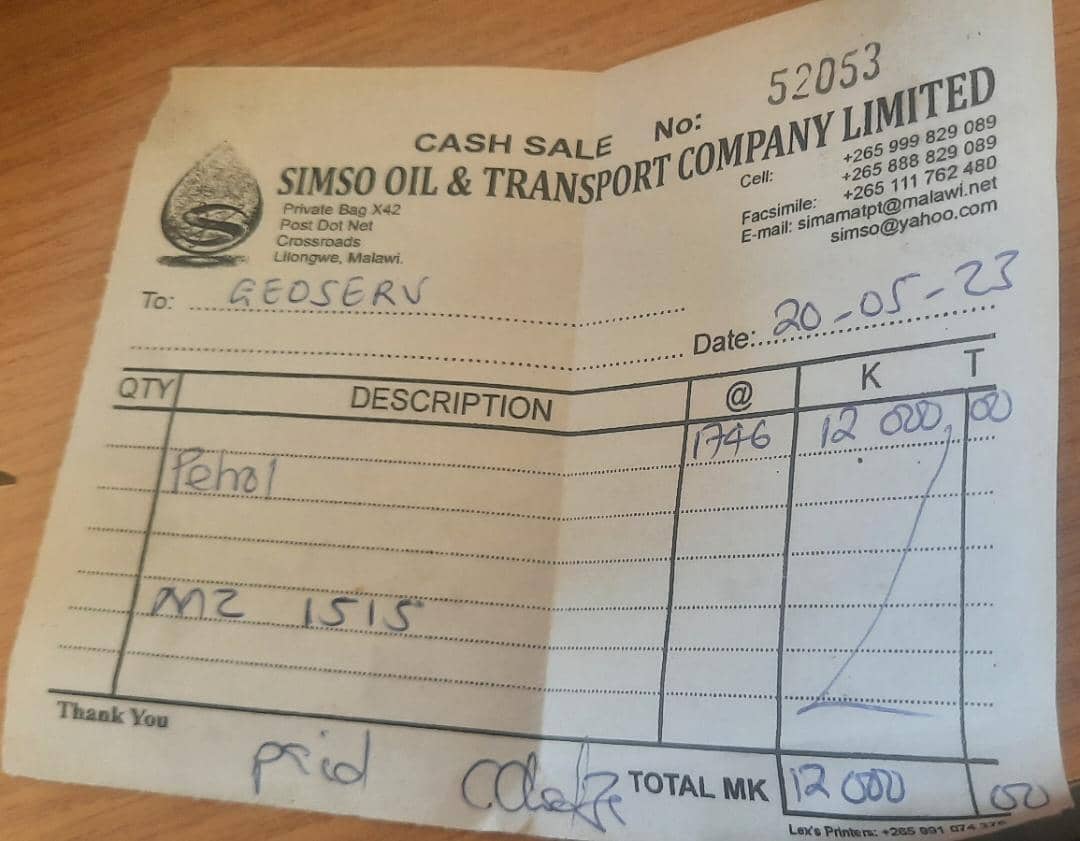 CASH SALE No: 52053
SIMSO OIL & TRANSPORT COMPANY LIMITED
Private Bag X42
Post Dot Net
Crossroads
Lilongwe, Malawi.
Cell: +265 999 829 089
+265 888 829 089
Facsimile: +265 111 762 480
E-mail: simamatpt@malawi.net
simso@yahoo.com
To: GEOSERV
Date: 20-05-23
QTY DESCRIPTION @ K T
1746 12 000, 00
Petrol
MZ 1515
Thank You
paid
TOTAL MK 12 000 00
Lex's Printers: +265 991 074